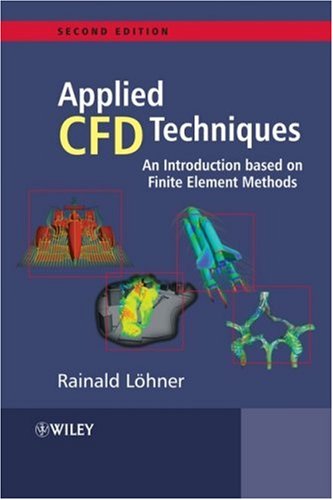 SECOND EDITION
Applied
CFD Techniques
An Introduction based on
Finite Element Methods
Rainald Löhner
WILEY